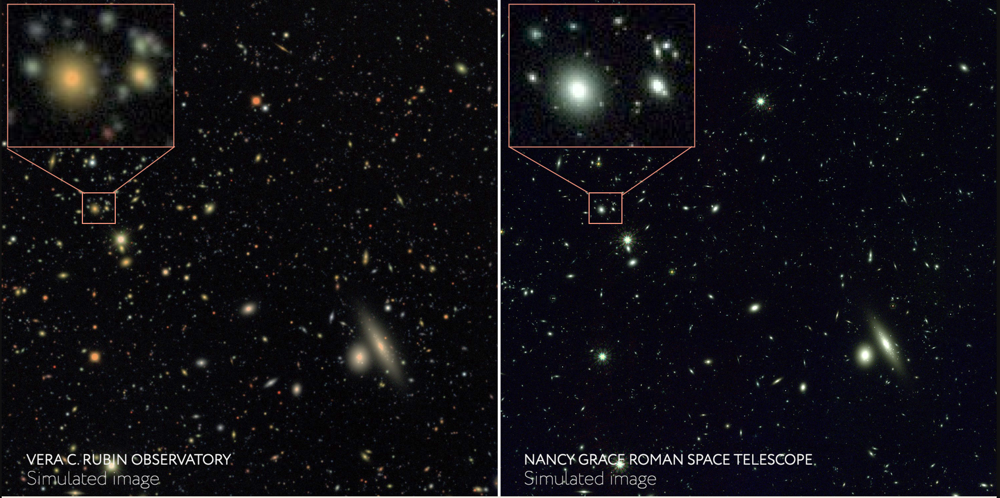 VERA C. RUBIN OBSERVATORY
Simulated image
NANCY GRACE ROMAN SPACE TELESCOPE
Simulated image